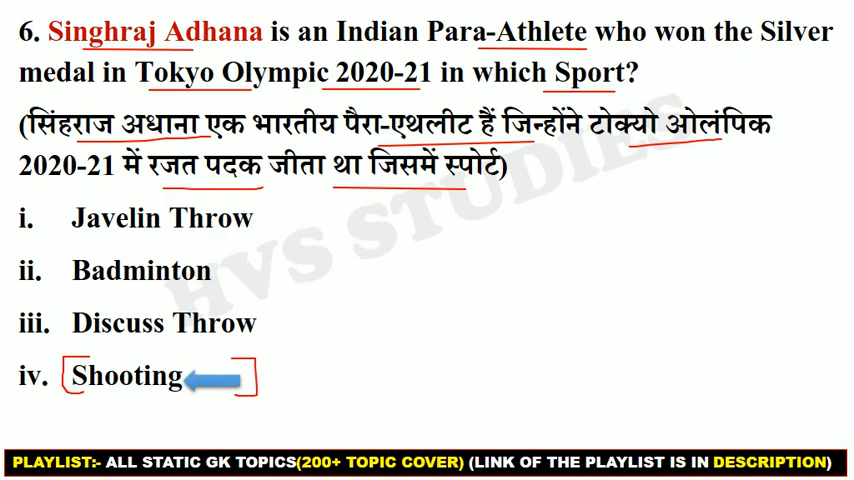 6. Singhraj Adhana is an Indian Para-Athlete who won the Silver
medal in Tokyo Olympic 2020-21 in which Sport?
(सिंहराज अधाना एक भारतीय पैरा-एथलीट हैं जिन्होंने टोक्यो ओलंपिक
2020-21 में रजत पदक जीता था जिसमें स्पोर्ट)
i. Javelin Throw
ii. Badminton
iii. Discuss Throw
iv. Shooting
HVS STUDIES
PLAYLIST:- ALL STATIC GK TOPICS(200+ TOPIC COVER) (LINK OF THE PLAYLIST IS IN DESCRIPTION)